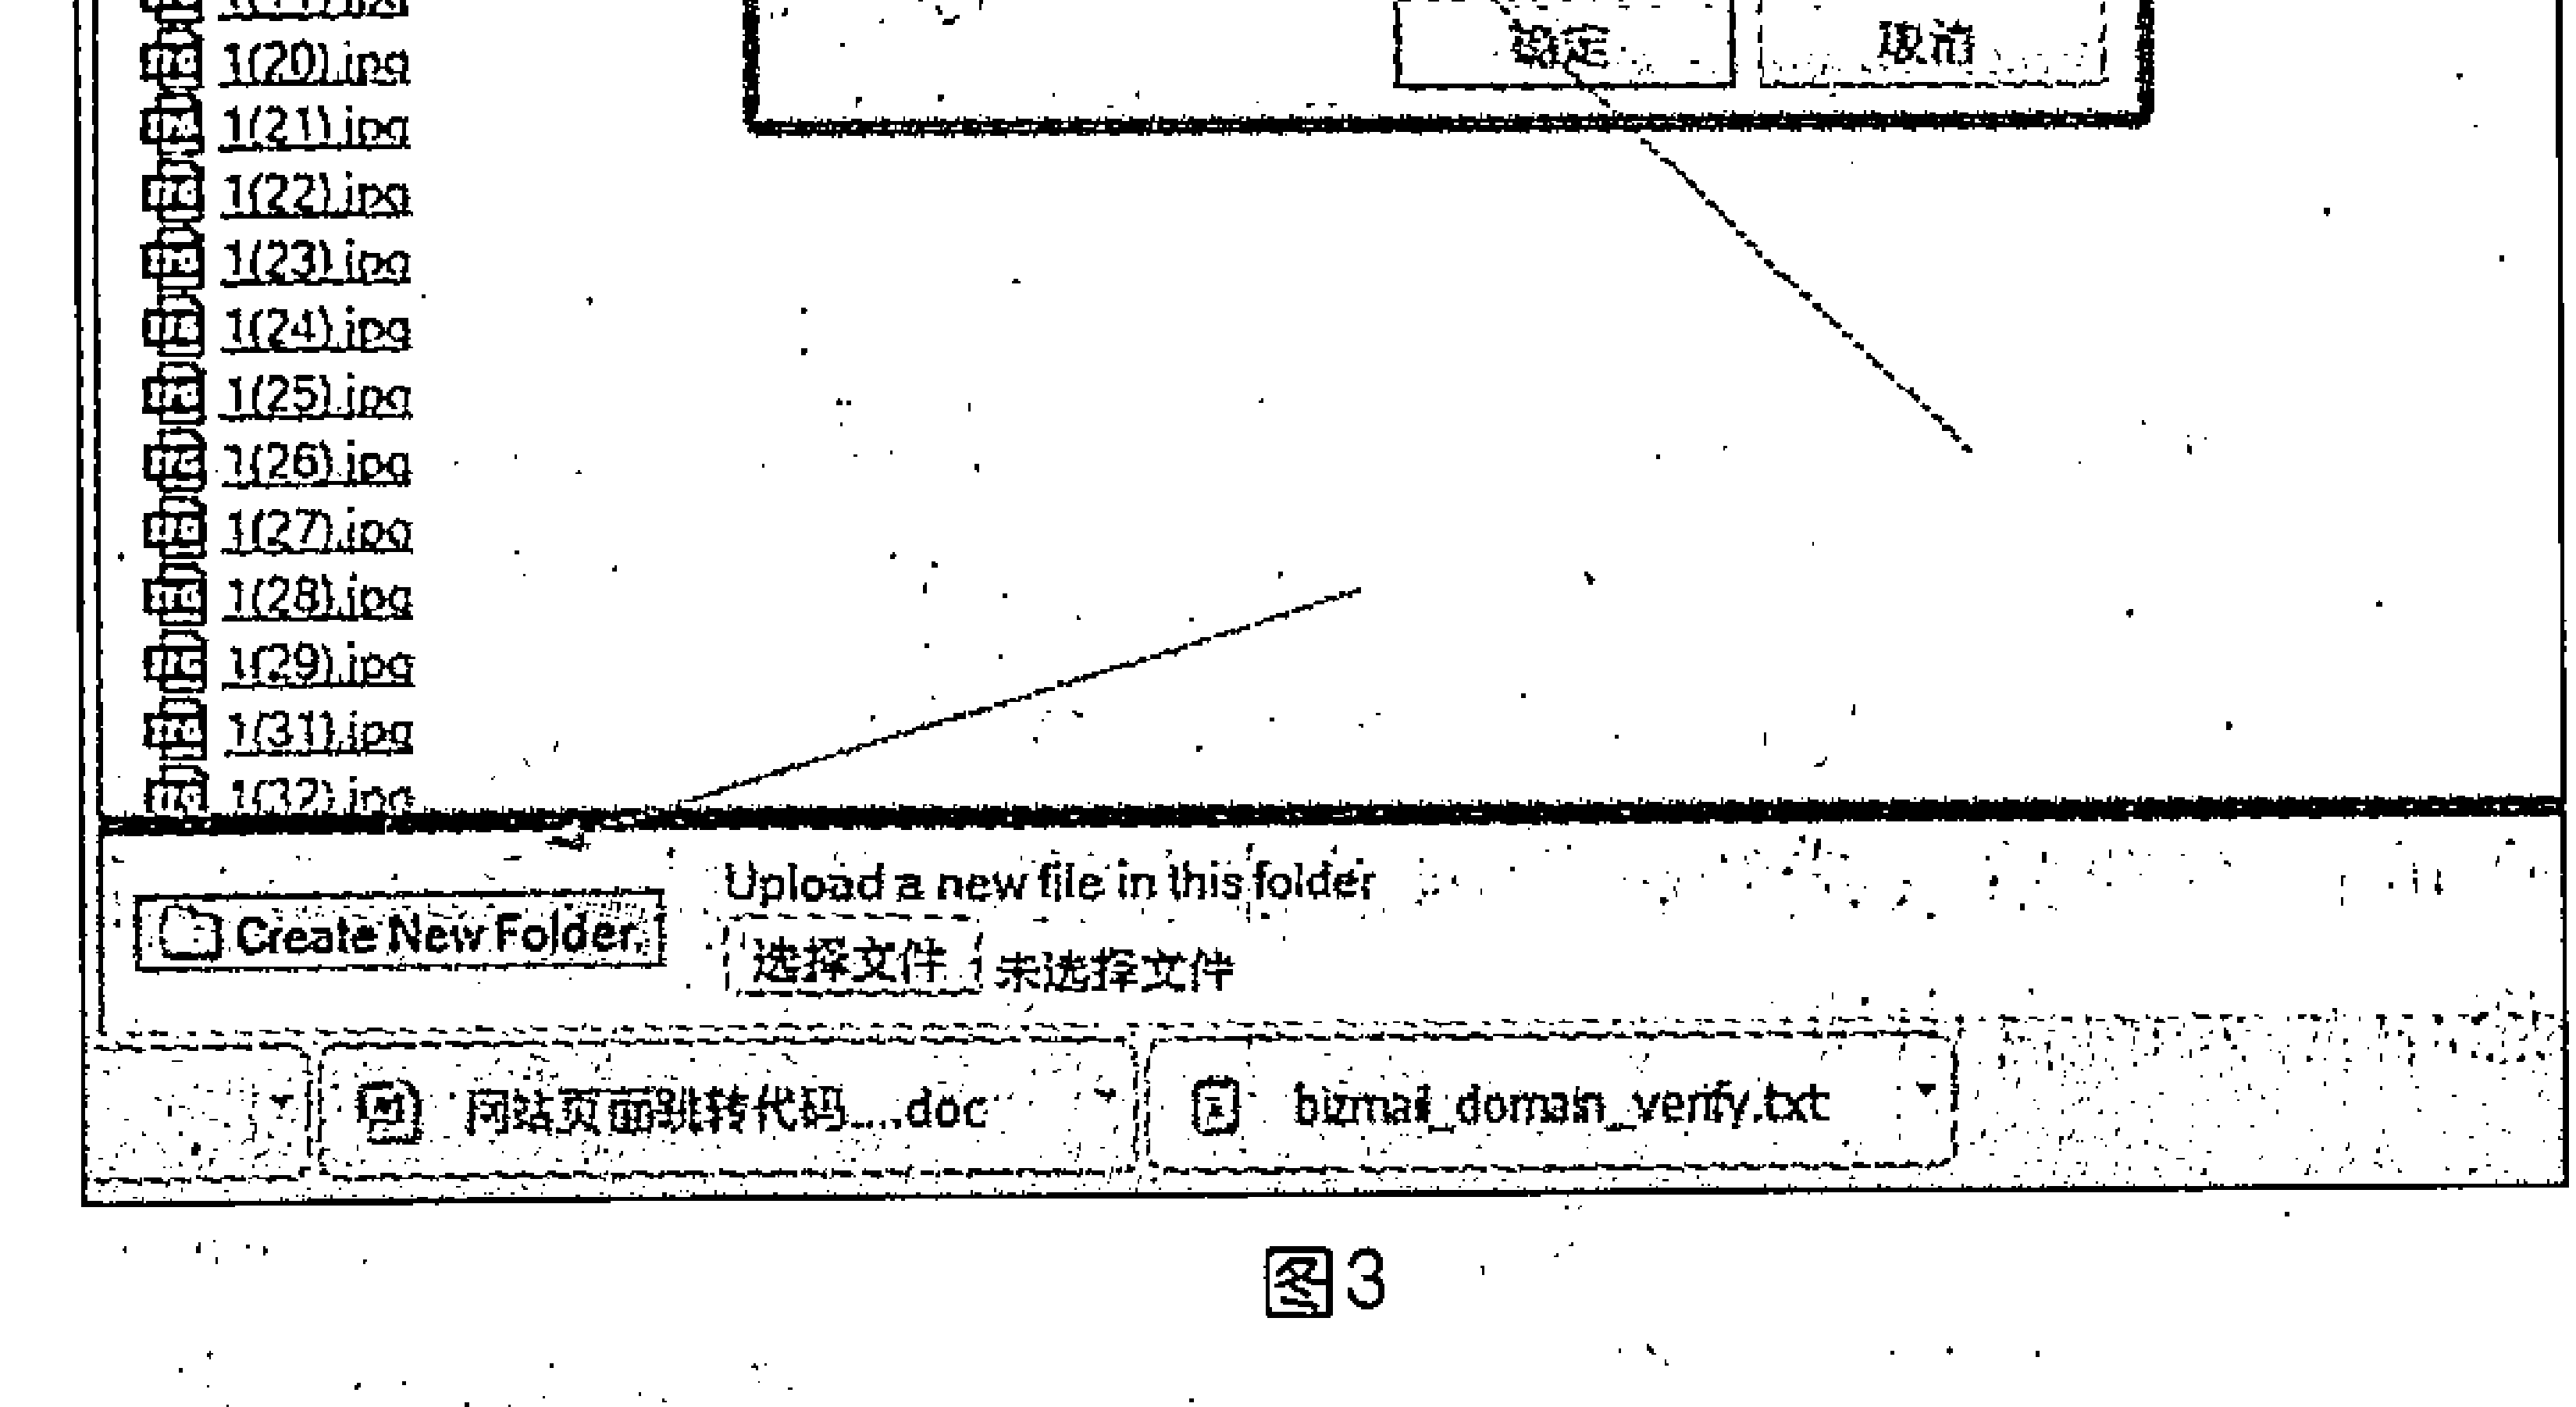 确定 取消
1(20).jpg
1(21).jpg
1(22).jpg
1(23).jpg
1(24).jpg
1(25).jpg
1(26).jpg
1(27).jpg
1(28).jpg
1(29).jpg
1(31).jpg
1(32).jpg
Upload a new file in this folder
Create New Folder
选择文件 未选择文件
网站页面跳转代码....doc bizmail_domain_verify.txt
图3